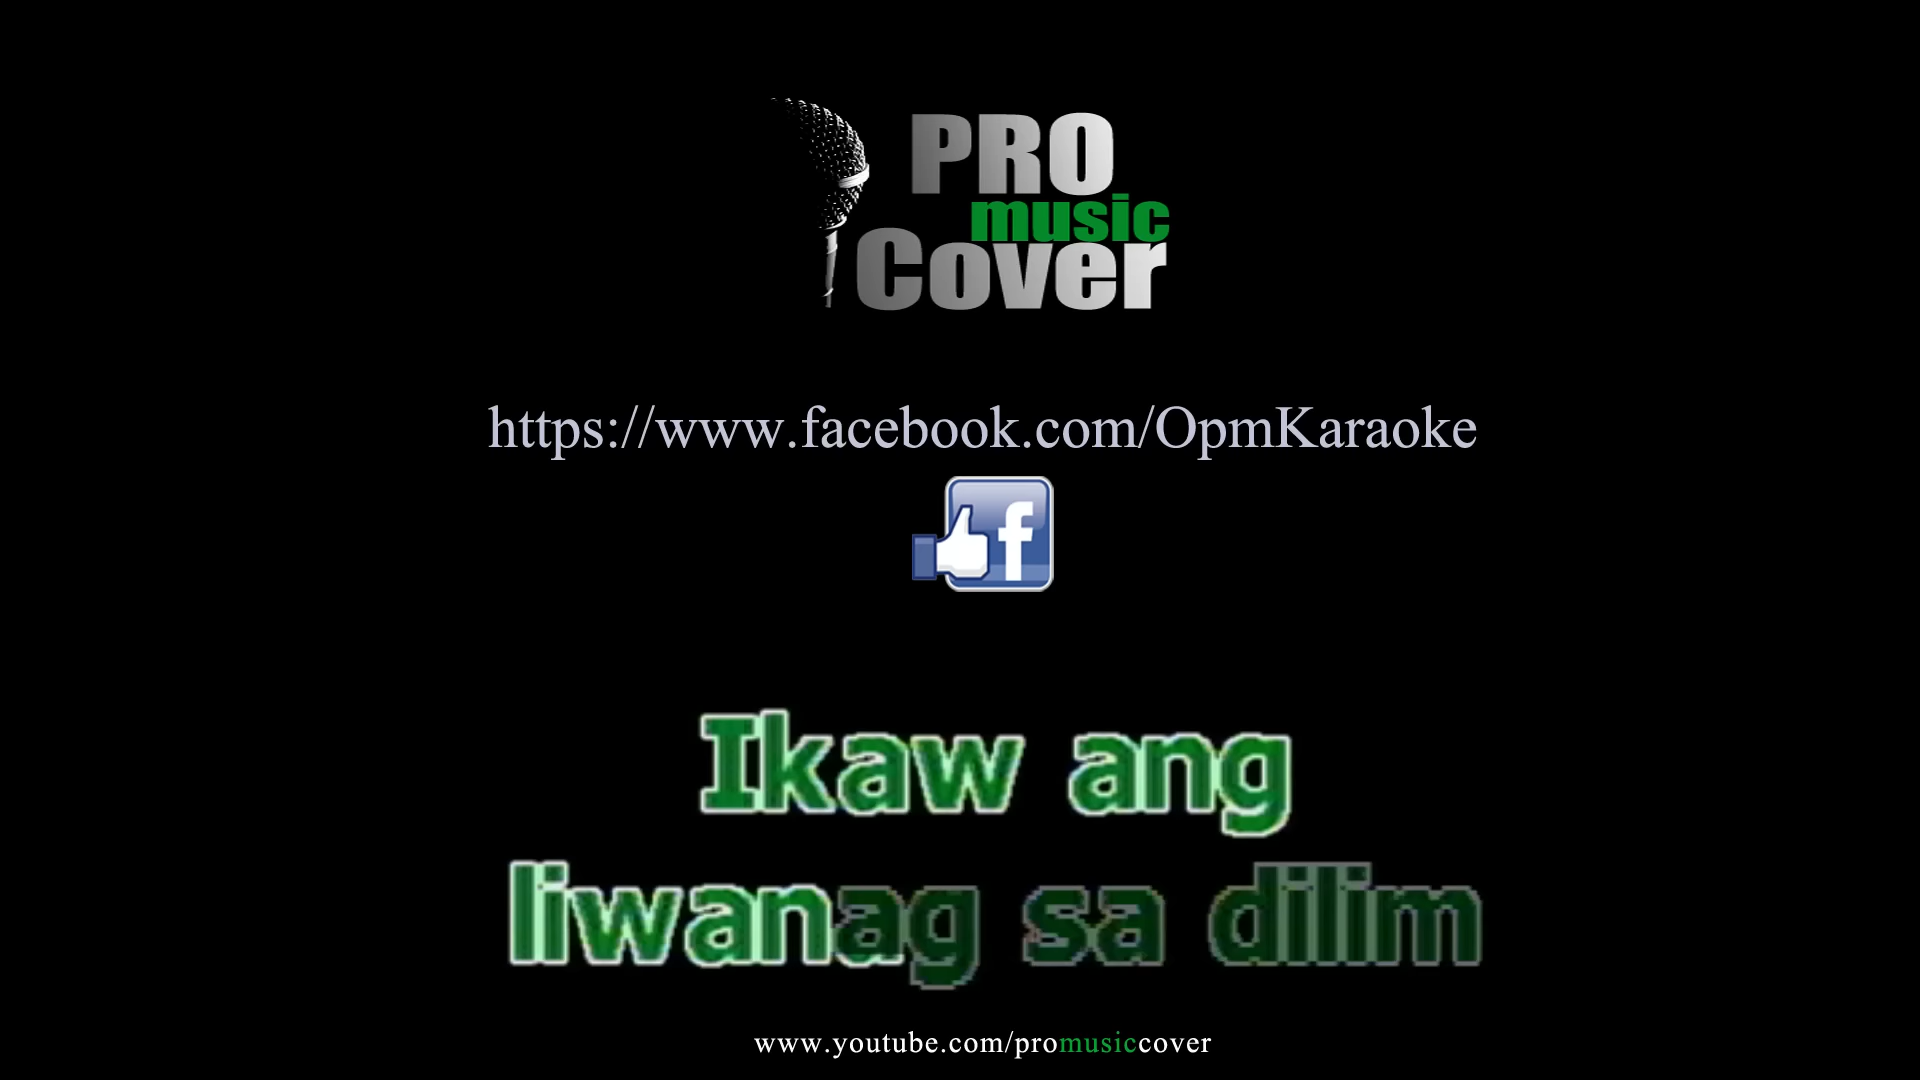 PRO
music
Cover
https://www.facebook.com/OpmKaraoke
f
Ikaw ang
liwanag sa dilim
www.youtube.com/promusiccover